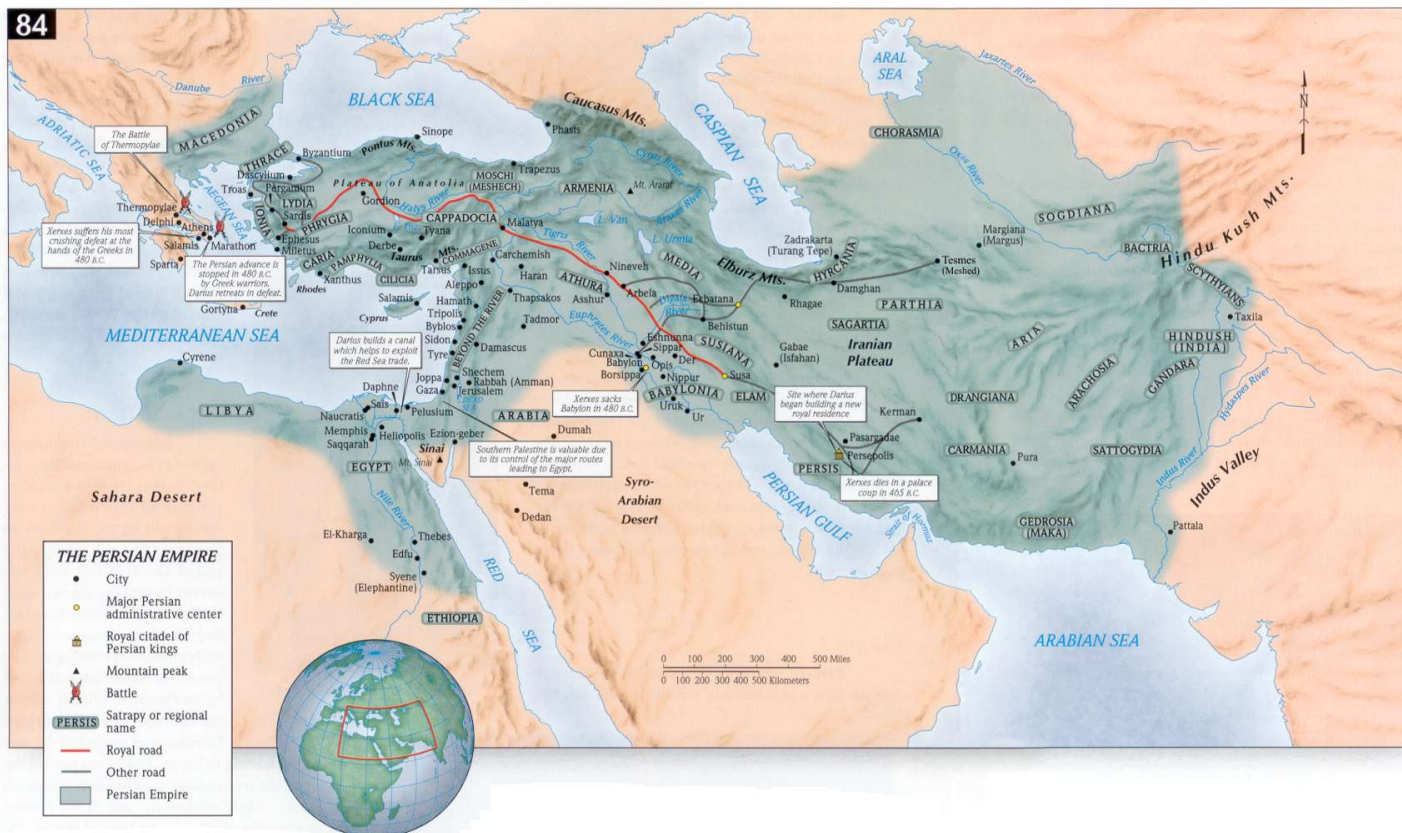 84
ADRIATIC SEA
Danube
River
BLACK SEA
Caucasus Mts.
CASPIAN
SEA
ARAL
SEA
Jaxartes River
N
The Battle
of Thermopylae
MACEDONIA
THRACE
Byzantium
Dascylium
Troas
Pergamum
LYDIA
Sardis
IONIA
AEGEAN SEA
Thermopylae
Delphi
Athens
Salamis
Marathon
Sparta
Ephesus
Miletus
Xerxes suffers his most
crushing defeat at the
hands of the Greeks in
480 B.C.
The Persian advance is
stopped in 480 B.C.
by Greek warriors.
Darius retreats in defeat.
Gortyna
Crete
Rhodes
CARIA
Xanthus
PAMPHYLIA
CILICIA
PHRYGIA
Gordion
Plateau of Anatolia
Halys River
Pontus Mts.
Sinope
Phasis
Trapezus
MOSCHI
(MESHECH)
ARMENIA
Mt. Ararat
Cyrus River
Araxes River
CAPPADOCIA
Malatya
Iconium
Tyana
Derbe
Taurus
Mts.
Tarsus
COMMAGENE
Issus
Carchemish
Haran
Aleppo
L. Van
L. Urmia
Tigris
River
Nineveh
Arbela
ATHURA
Asshur
MEDIA
Elburz Mts.
Zadrakarta
(Turang Tepe)
HYRCANIA
Damghan
CHORASMIA
Oxus River
SOGDIANA
Margiana
(Margus)
Tesmes
(Meshed)
BACTRIA
Hindu Kush Mts.
SCYTHIANS
Taxila
HINDUSH
(INDIA)
GANDARA
Hydaspes River
Ecbatana
Diyala
River
Behistun
Rhagae
PARTHIA
SAGARTIA
Gabae
(Isfahan)
Iranian
Plateau
ARIA
ARACHOSIA
MEDITERRANEAN SEA
Salamis
Cyprus
Hamath
Tripolis
Byblos
Sidon
Tyre
BEYOND THE RIVER
Thapsakos
Tadmor
Damascus
Euphrates River
Eshnunna
Cunaxa
Sippar
Babylon
Opis
Der
Borsippa
Nippur
SUSIANA
Susa
BABYLONIA
Uruk
Ur
ELAM
Xerxes sacks
Babylon in 480 B.C.
Site where Darius
began building a new
royal residence
Kerman
DRANGIANA
Pasargadae
Persepolis
PERSIS
CARMANIA
Pura
SATTOGYDIA
Xerxes dies in a palace
coup in 465 B.C.
GEDROSIA
(MAKA)
Indus River
Indus Valley
Pattala
Strait of Hormuz
PERSIAN GULF
Cyrene
LIBYA
Darius builds a canal
which helps to exploit
the Red Sea trade.
Shechem
Joppa
Rabbah (Amman)
Gaza
Jerusalem
DEAD
SEA
Daphne
Sais
Naucratis
Pelusium
Memphis
Heliopolis
Saqqarah
ARABIA
Dumah
Ezion-geber
Sinai
Mt. Sinai
EGYPT
Southern Palestine is valuable due
to its control of the major routes
leading to Egypt.
Sahara Desert
Tema
Dedan
Syro-
Arabian
Desert
Nile River
El-Kharga
Thebes
Edfu
Syene
(Elephantine)
RED
SEA
ETHIOPIA
ARABIAN SEA
0 100 200 300 400 500 Miles
0 100 200 300 400 500 Kilometers
THE PERSIAN EMPIRE
City
Major Persian
administrative center
Royal citadel of
Persian kings
Mountain peak
Battle
PERSIS
Satrapy or regional
name
Royal road
Other road
Persian Empire